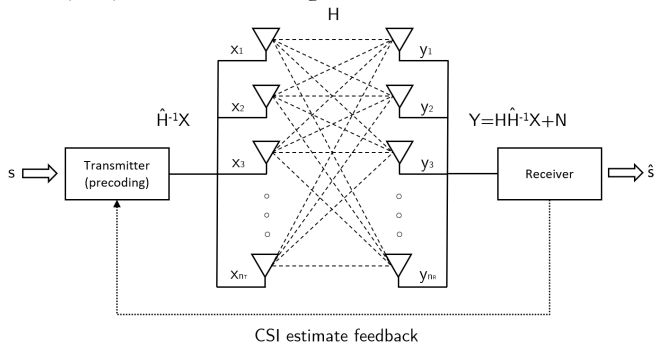 H
x₁
y₁
x₂
y₂
Ĥ⁻¹X
Y=HĤ⁻¹X+N
s
Transmitter
(precoding)
x₃
y₃
Receiver
ŝ
xₙₜ
yₙᵣ
CSI estimate feedback